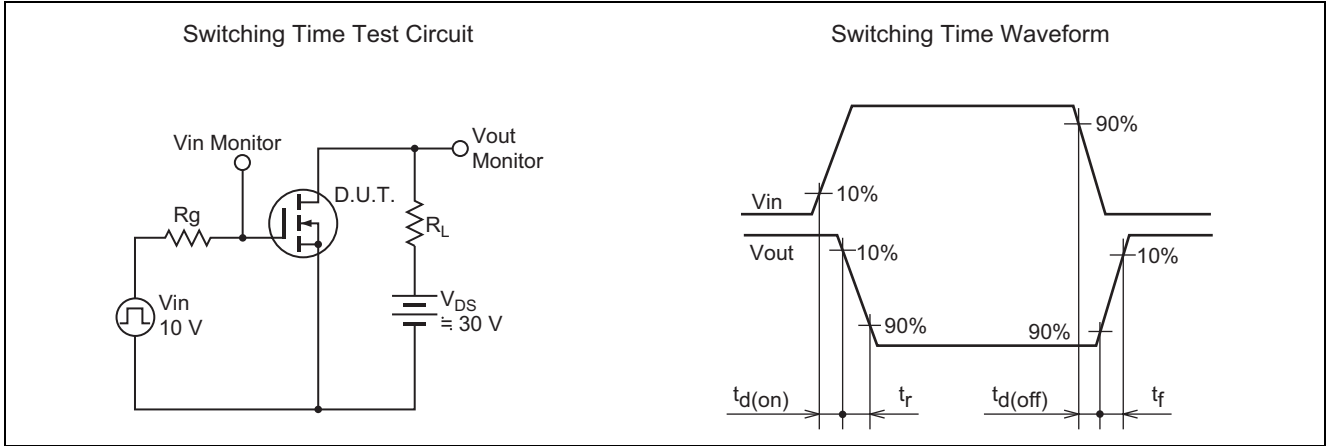 Switching Time Test Circuit
Vin Monitor
Vout
Monitor
D.U.T.
Rg
RL
Vin
10 V
VDS
≒ 30 V
Switching Time Waveform
90%
10%
Vin
Vout
10%
10%
90%
90%
td(on)
tr
td(off)
tf